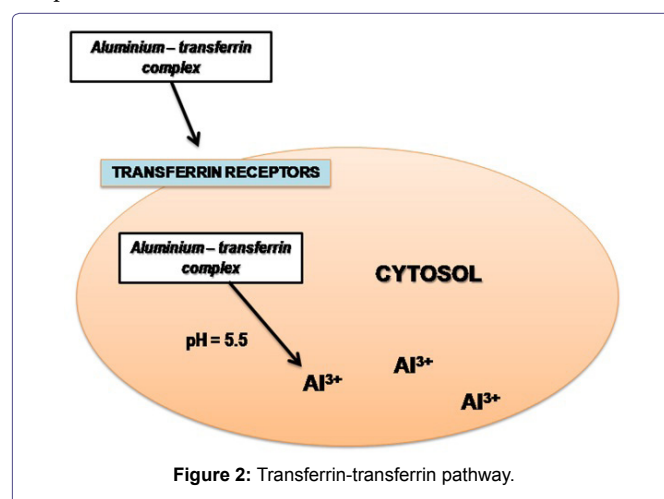 Aluminium – transferrin
complex
TRANSFERRIN RECEPTORS
Aluminium – transferrin
complex
CYTOSOL
pH = 5.5
Al³⁺
Al³⁺
Al³⁺
Figure 2: Transferrin-transferrin pathway.